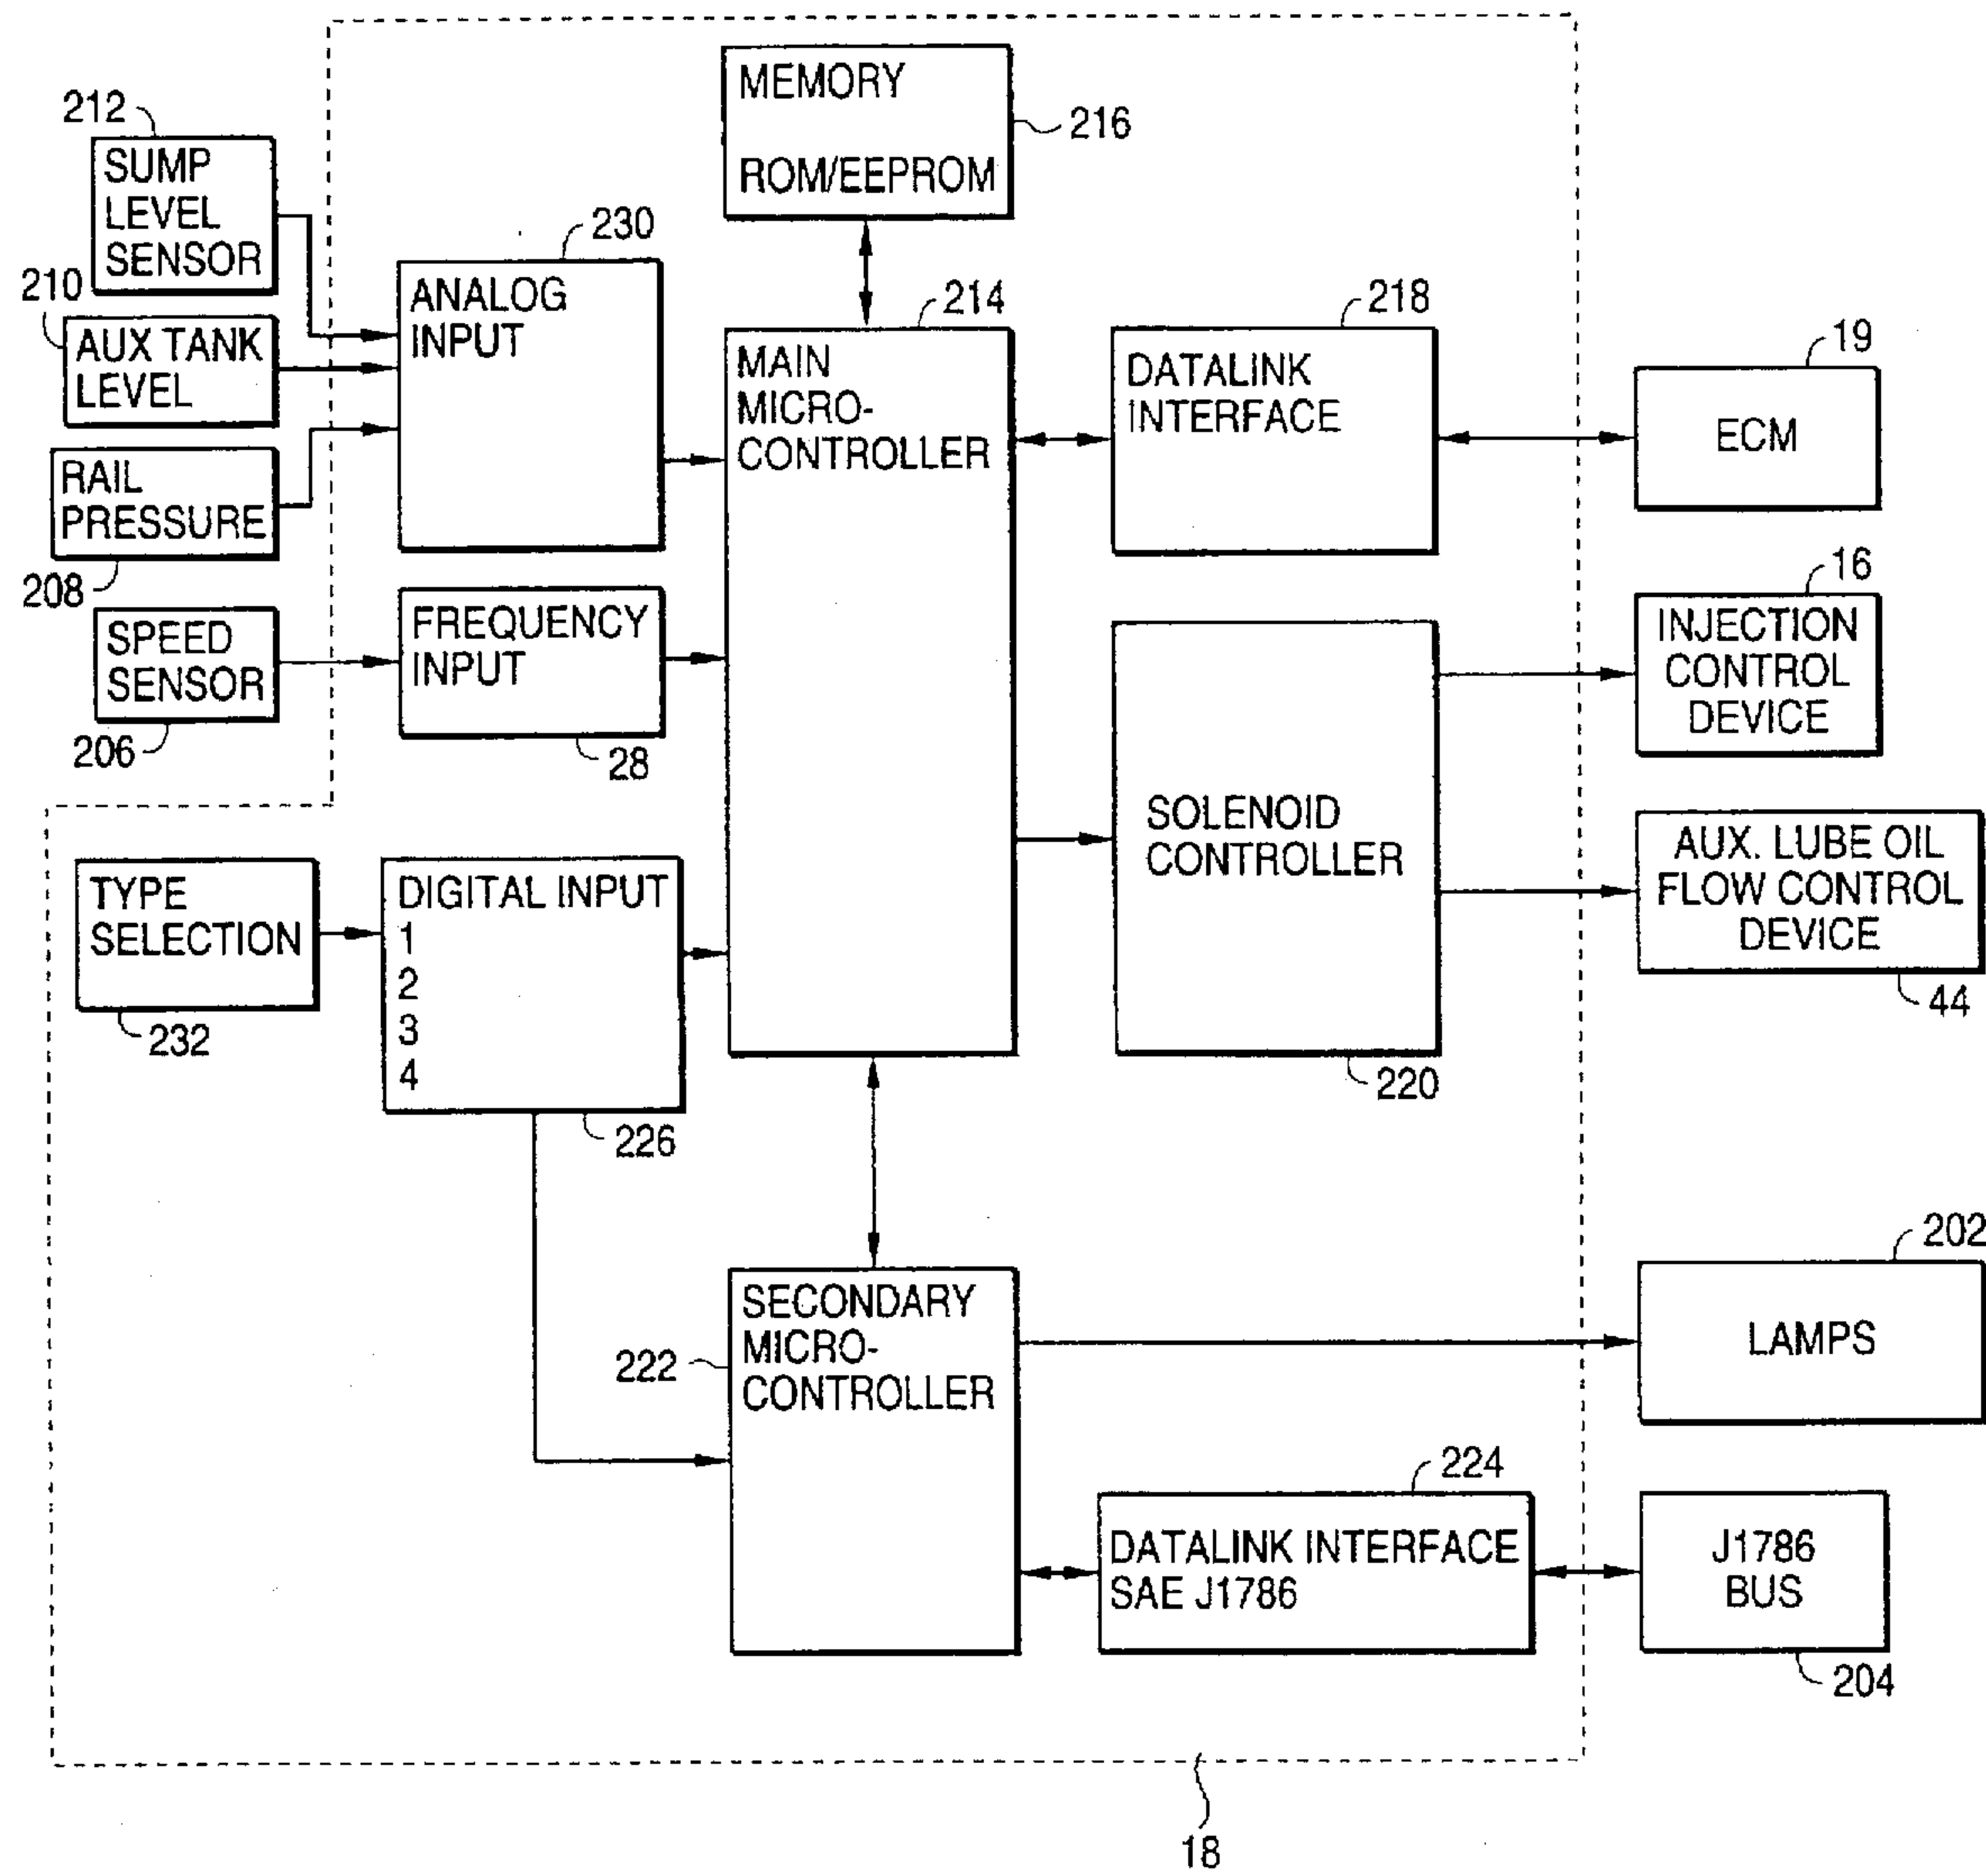 MEMORY
ROM/EEPROM
216
212
SUMP
LEVEL
SENSOR
210
AUX TANK
LEVEL
RAIL
PRESSURE
208
SPEED
SENSOR
206
230
ANALOG
INPUT
FREQUENCY
INPUT
28
214
MAIN
MICRO-
CONTROLLER
218
DATALINK
INTERFACE
19
ECM
16
INJECTION
CONTROL
DEVICE
SOLENOID
CONTROLLER
220
AUX. LUBE OIL
FLOW CONTROL
DEVICE
44
TYPE
SELECTION
232
DIGITAL INPUT
1
2
3
4
226
222
SECONDARY
MICRO-
CONTROLLER
202
LAMPS
224
DATALINK INTERFACE
SAE J1786
J1786
BUS
204
18